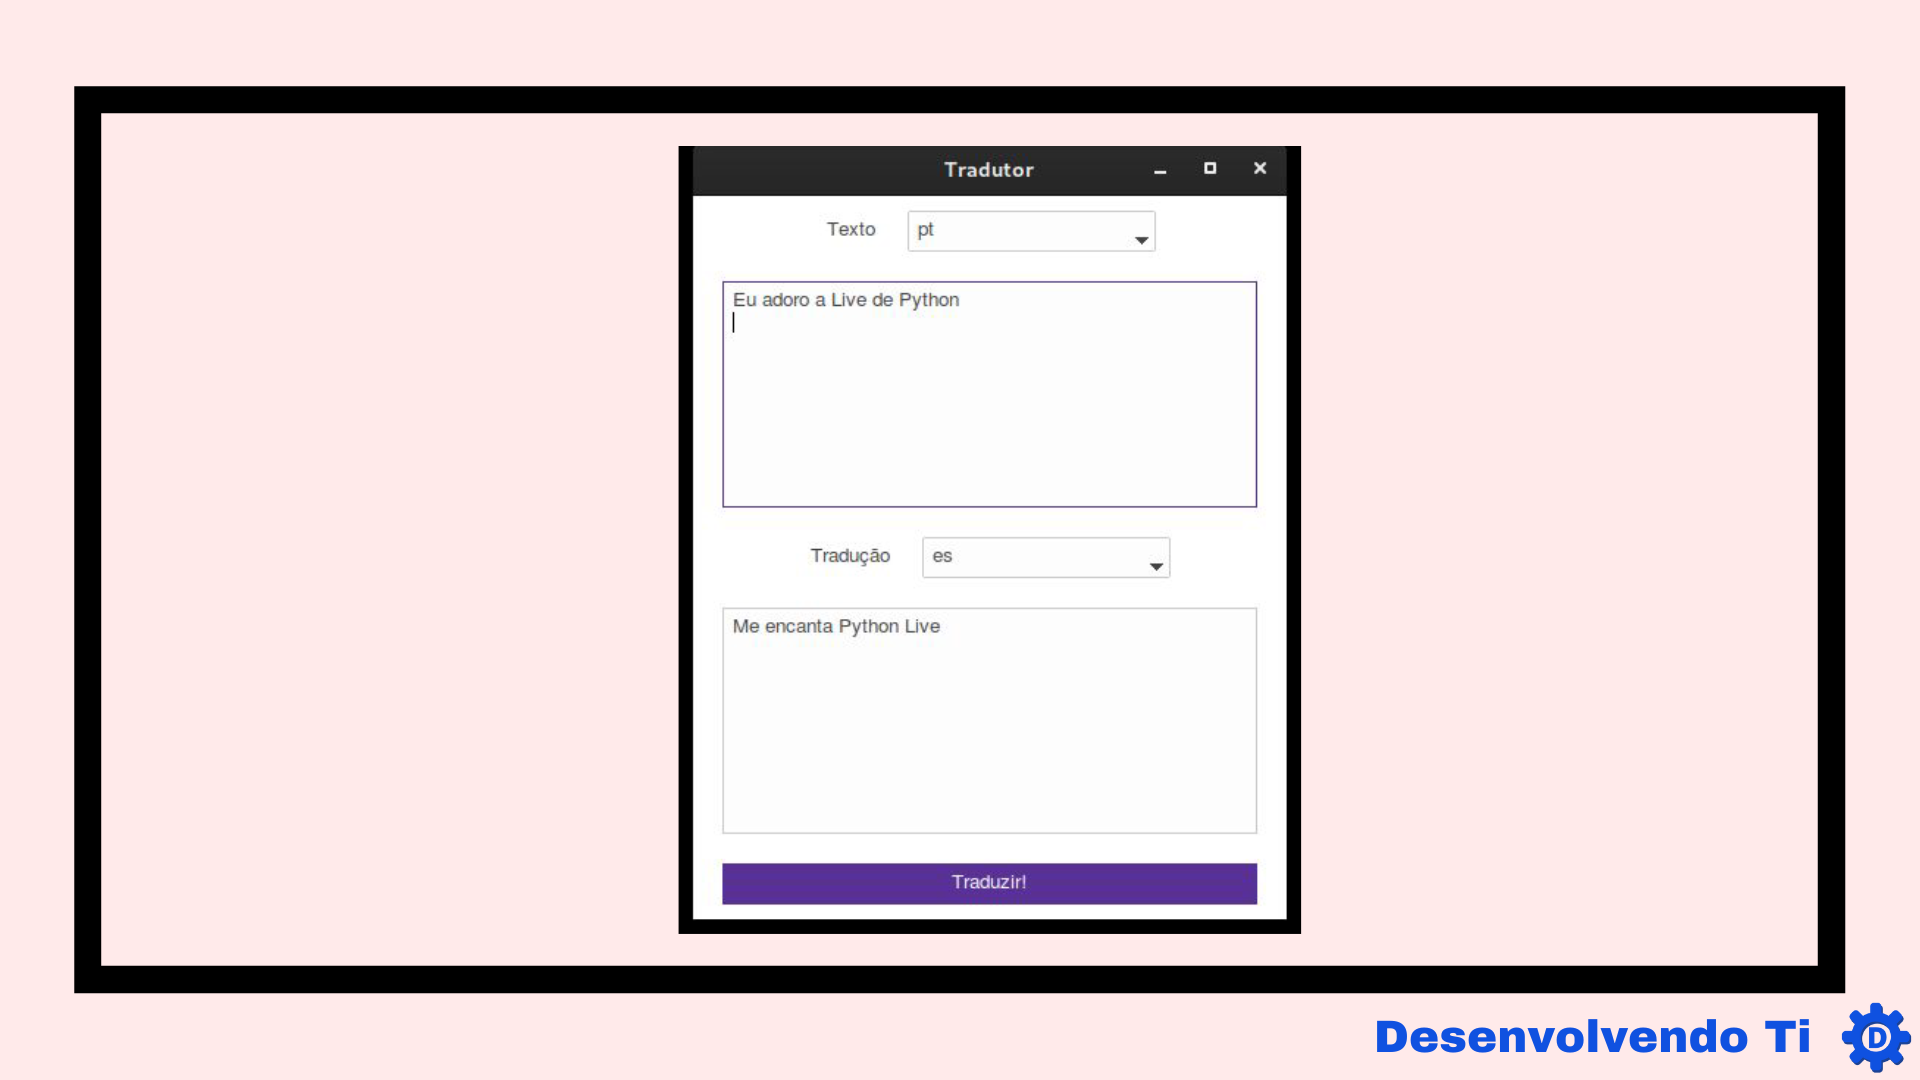 Tradutor
Texto pt
Eu adoro a Live de Python
Tradução es
Me encanta Python Live
Traduzir!
Desenvolvendo Ti D